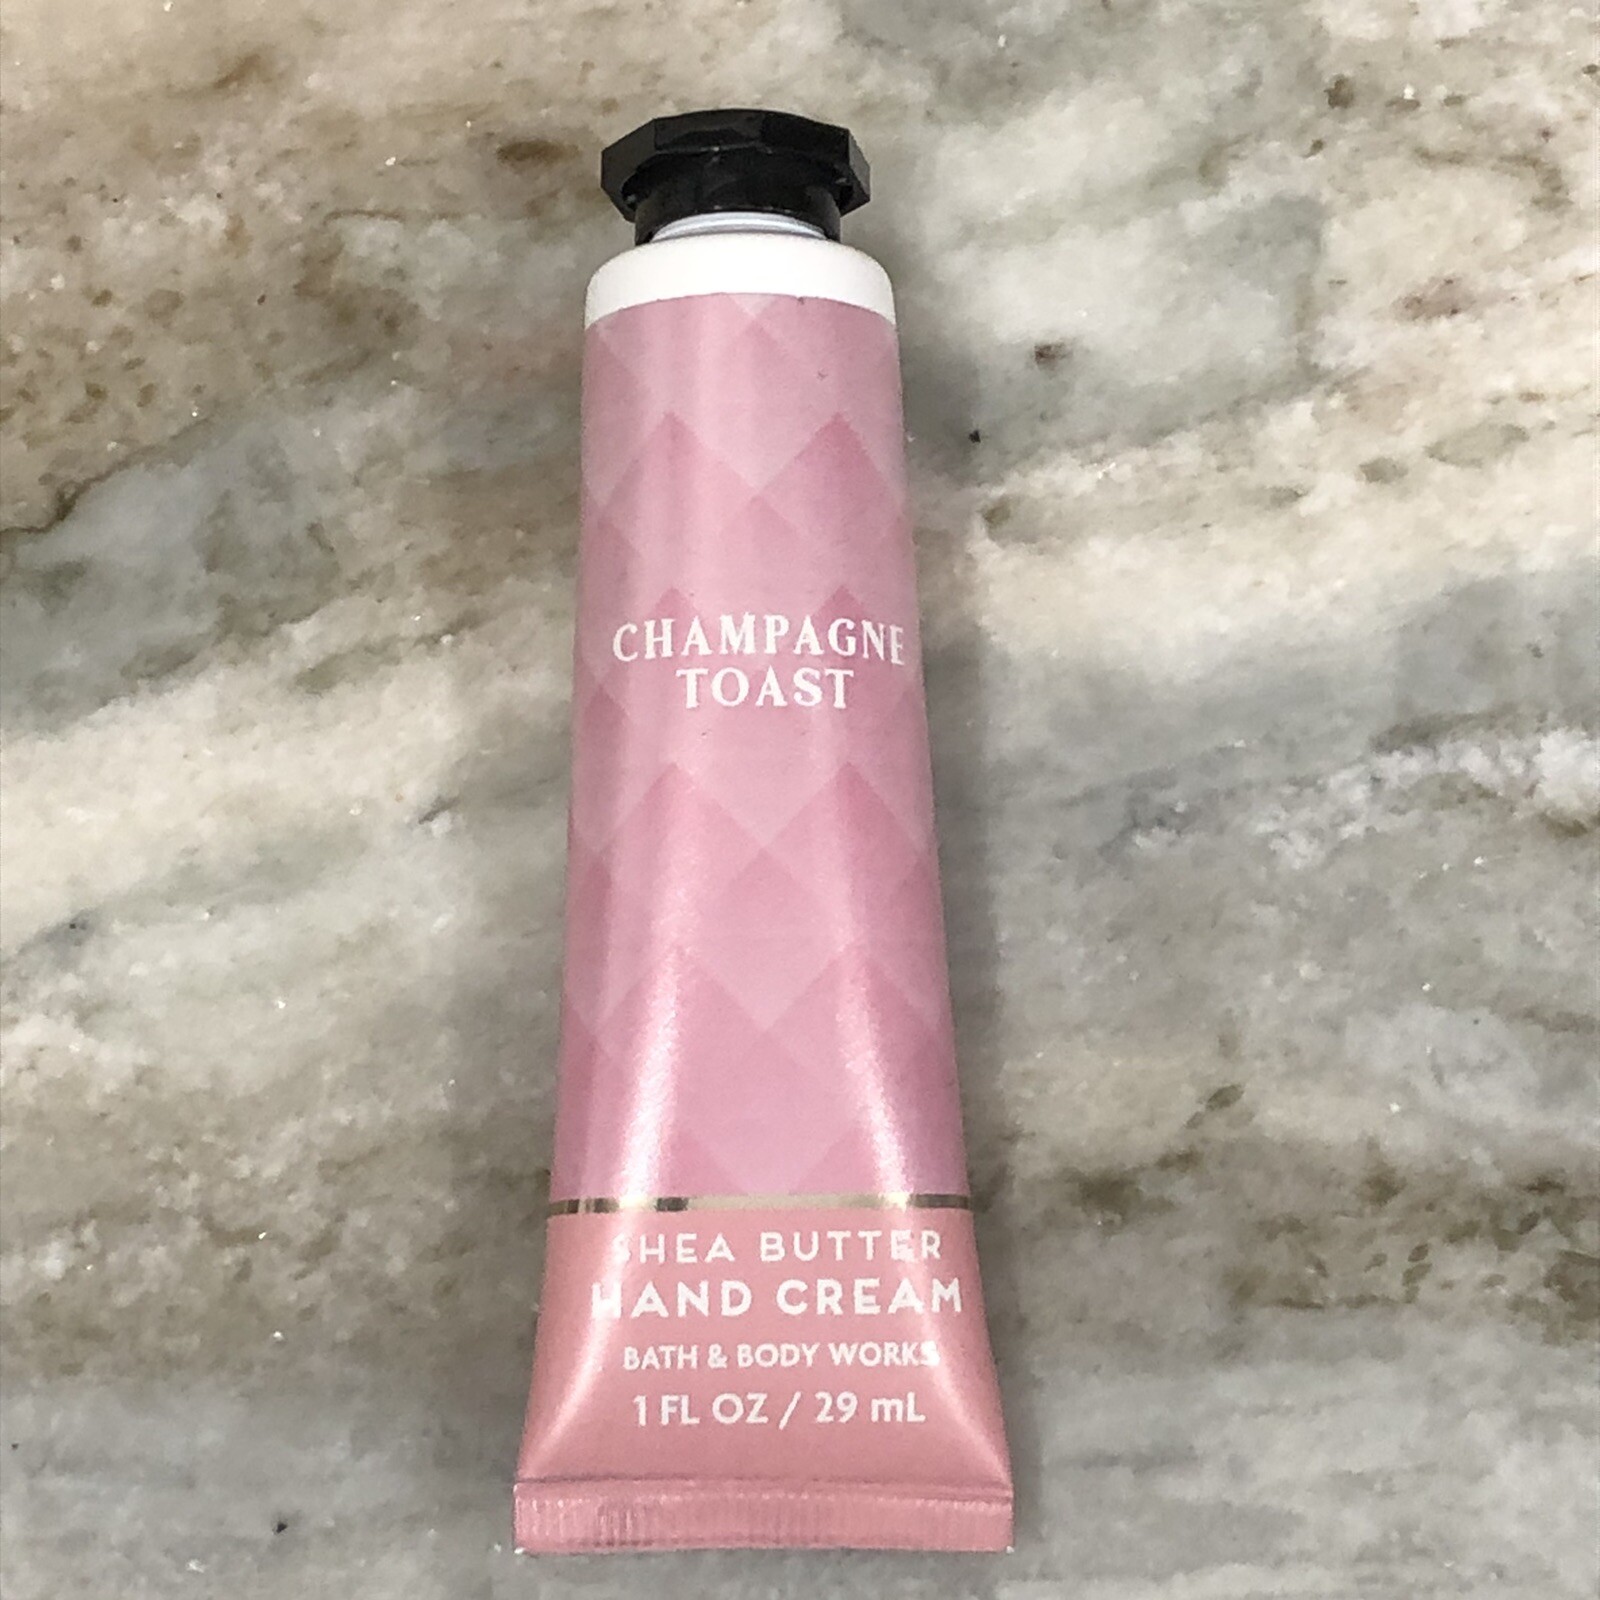 CHAMPAGNE
TOAST
SHEA BUTTER
HAND CREAM
BATH & BODY WORKS
1 FL OZ / 29 mL